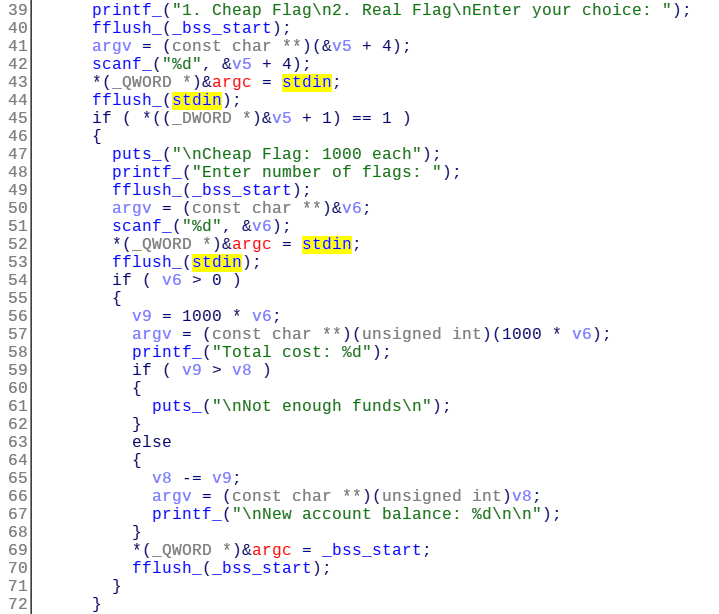 39 printf_("1. Cheap Flag\n2. Real Flag\nEnter your choice: ");
40 fflush_(_bss_start);
41 argv = (const char **)(&v5 + 4);
42 scanf_("%d", &v5 + 4);
43 *(_QWORD *)&argc = stdin;
44 fflush_(stdin);
45 if ( *((_DWORD *)&v5 + 1) == 1 )
46 {
47 puts_("\nCheap Flag: 1000 each");
48 printf_("Enter number of flags: ");
49 fflush_(_bss_start);
50 argv = (const char **)&v6;
51 scanf_("%d", &v6);
52 *(_QWORD *)&argc = stdin;
53 fflush_(stdin);
54 if ( v6 > 0 )
55 {
56 v9 = 1000 * v6;
57 argv = (const char **)(unsigned int)(1000 * v6);
58 printf_("Total cost: %d");
59 if ( v9 > v8 )
60 {
61 puts_("\nNot enough funds\n");
62 }
63 else
64 {
65 v8 -= v9;
66 argv = (const char **)(unsigned int)v8;
67 printf_("\nNew account balance: %d\n\n");
68 }
69 *(_QWORD *)&argc = _bss_start;
70 fflush_(_bss_start);
71 }
72 }